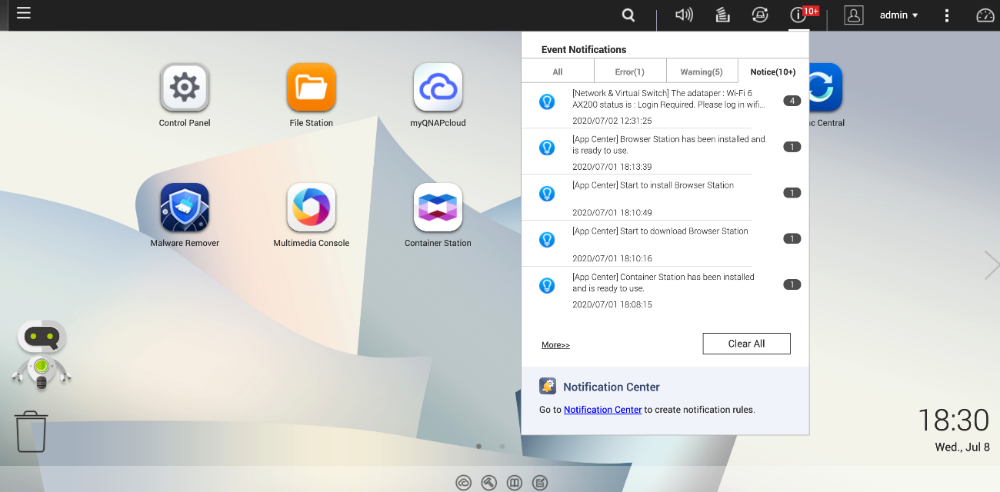 10+
admin
Event Notifications
All
Error(1)
Warning(5)
Notice(10+)
[Network & Virtual Switch] The adataper : Wi-Fi 6
AX200 status is : Login Required. Please log in wifi...
4
2020/07/02 12:31:25
[App Center] Browser Station has been installed and
is ready to use.
1
2020/07/01 18:13:39
[App Center] Start to install Browser Station
1
2020/07/01 18:10:49
[App Center] Start to download Browser Station
1
2020/07/01 18:10:16
[App Center] Container Station has been installed
and is ready to use.
1
2020/07/01 18:08:15
More>>
Clear All
Notification Center
Go to Notification Center to create notification rules.
Control Panel
File Station
myQNAPcloud
Central
Malware Remover
Multimedia Console
Container Station
18:30
Wed., Jul 8